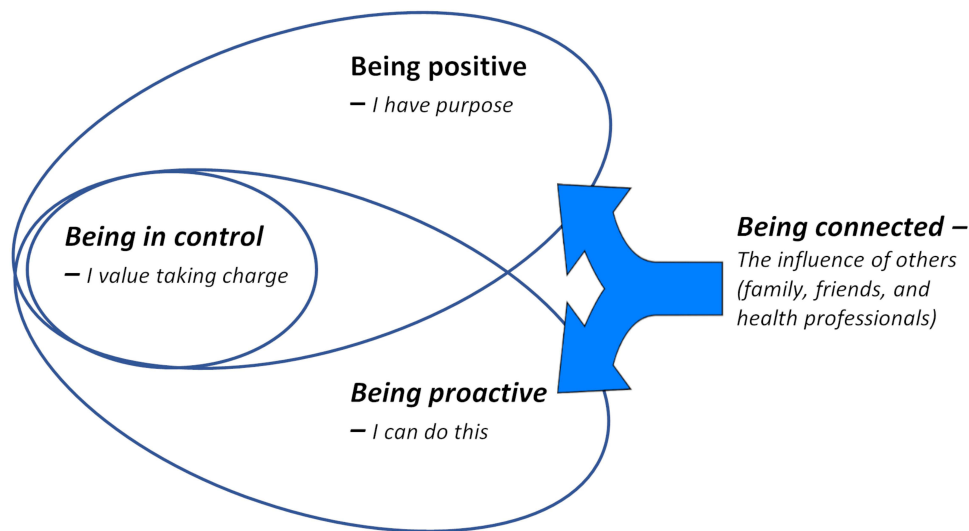 Being positive
– I have purpose
Being in control
– I value taking charge
Being connected –
The influence of others
(family, friends, and
health professionals)
Being proactive
– I can do this